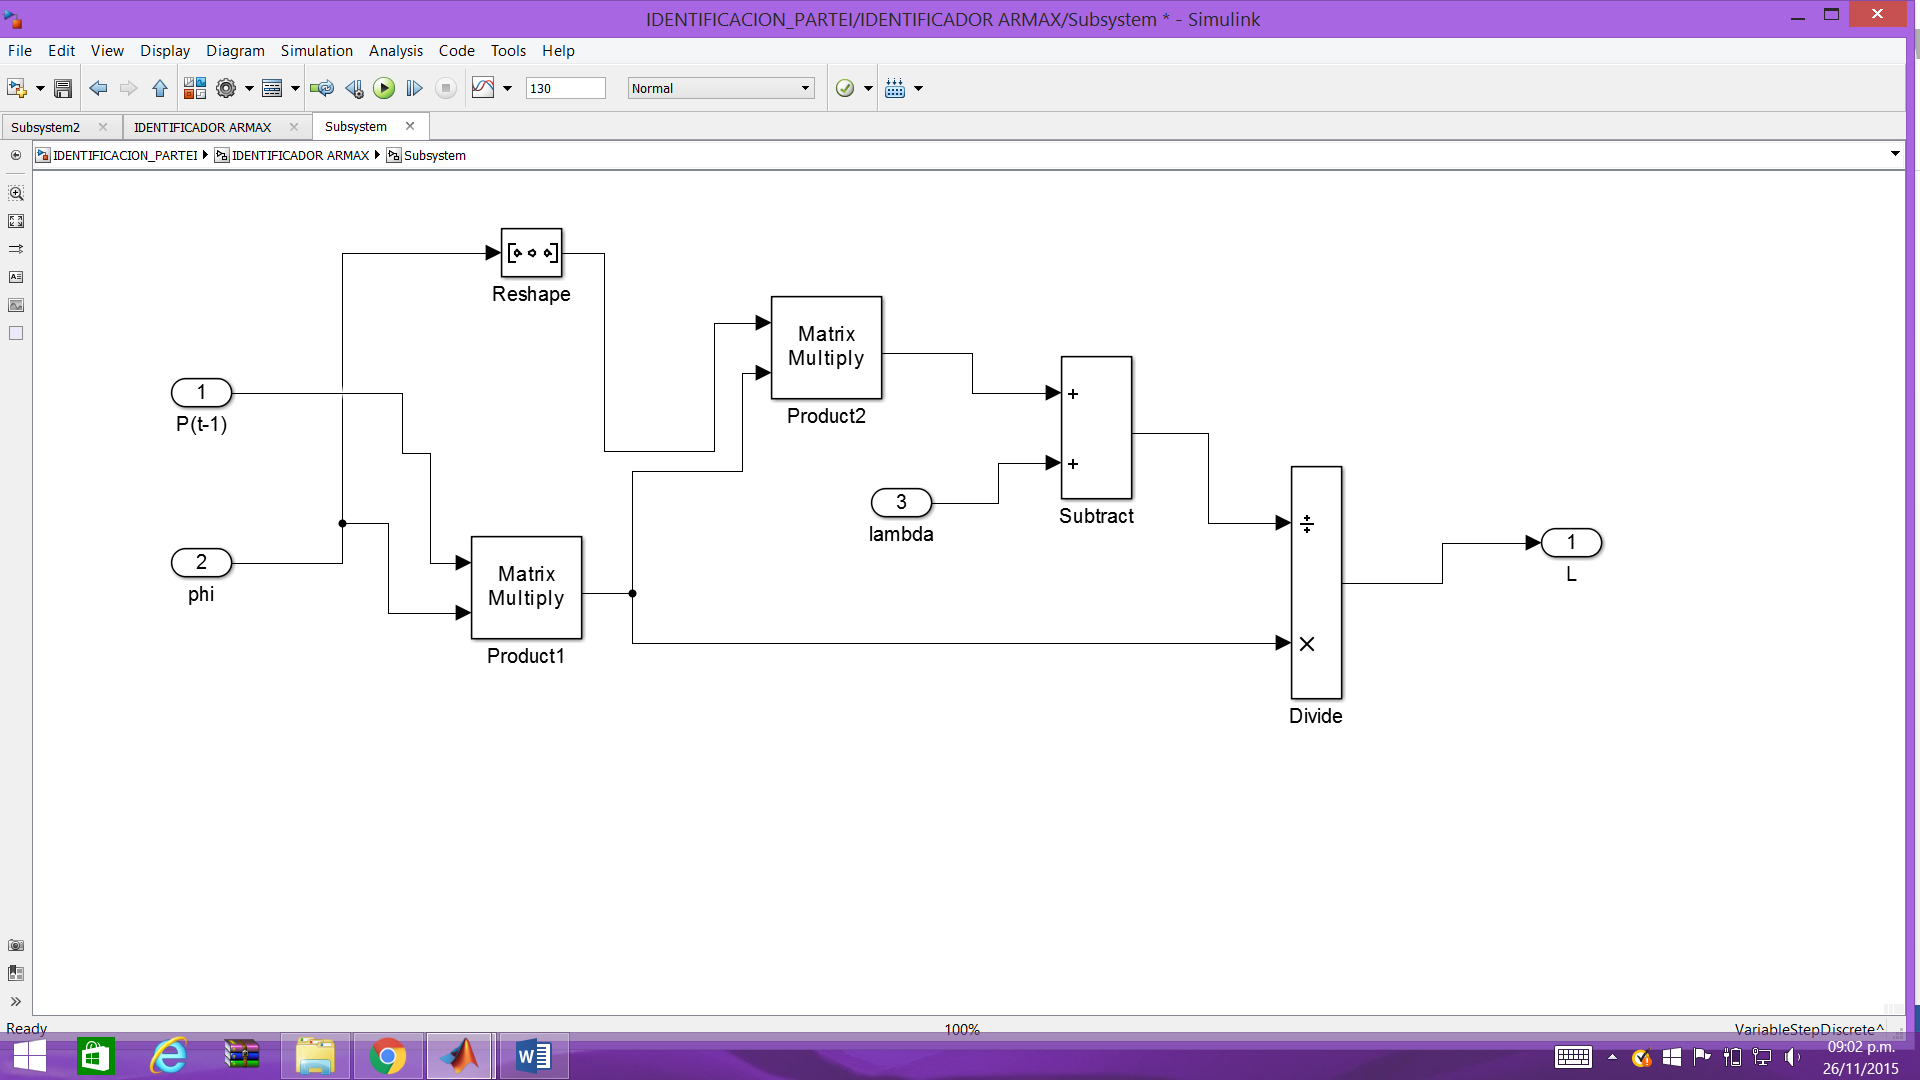 IDENTIFICACION_PARTEI/IDENTIFICADOR ARMAX/Subsystem * - Simulink
File Edit View Display Diagram Simulation Analysis Code Tools Help
130 Normal
Subsystem2 IDENTIFICADOR ARMAX Subsystem
IDENTIFICACION_PARTEI IDENTIFICADOR ARMAX Subsystem
Reshape
Matrix
Multiply
Product2
1
P(t-1)
+
+
Subtract
3
lambda
2
phi
Matrix
Multiply
Product1
÷
×
Divide
1
L
Ready 100% VariableStepDiscrete^
09:02 p.m.
26/11/2015